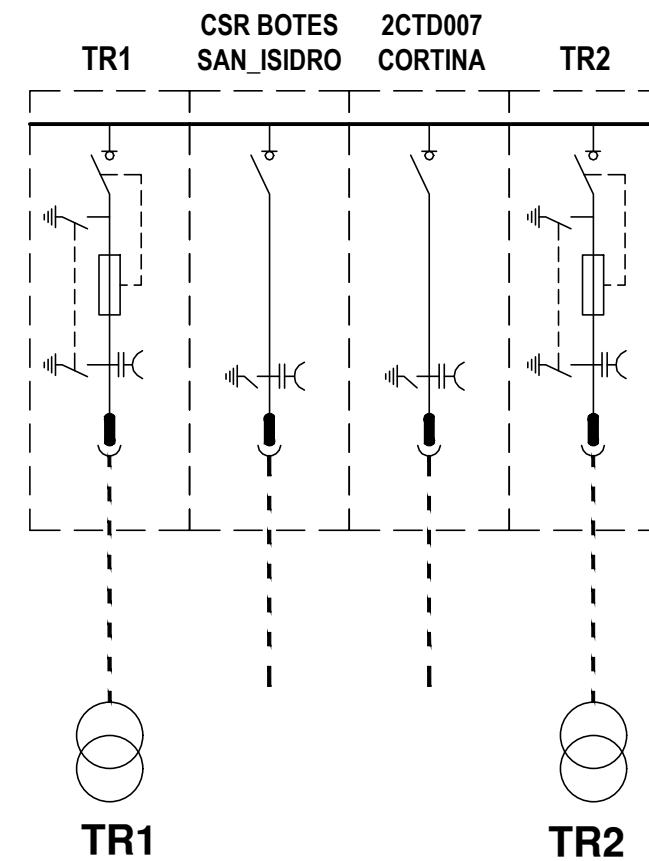 TR1
CSR BOTES
SAN_ISIDRO
2CTD007
CORTINA
TR2
TR1
TR2